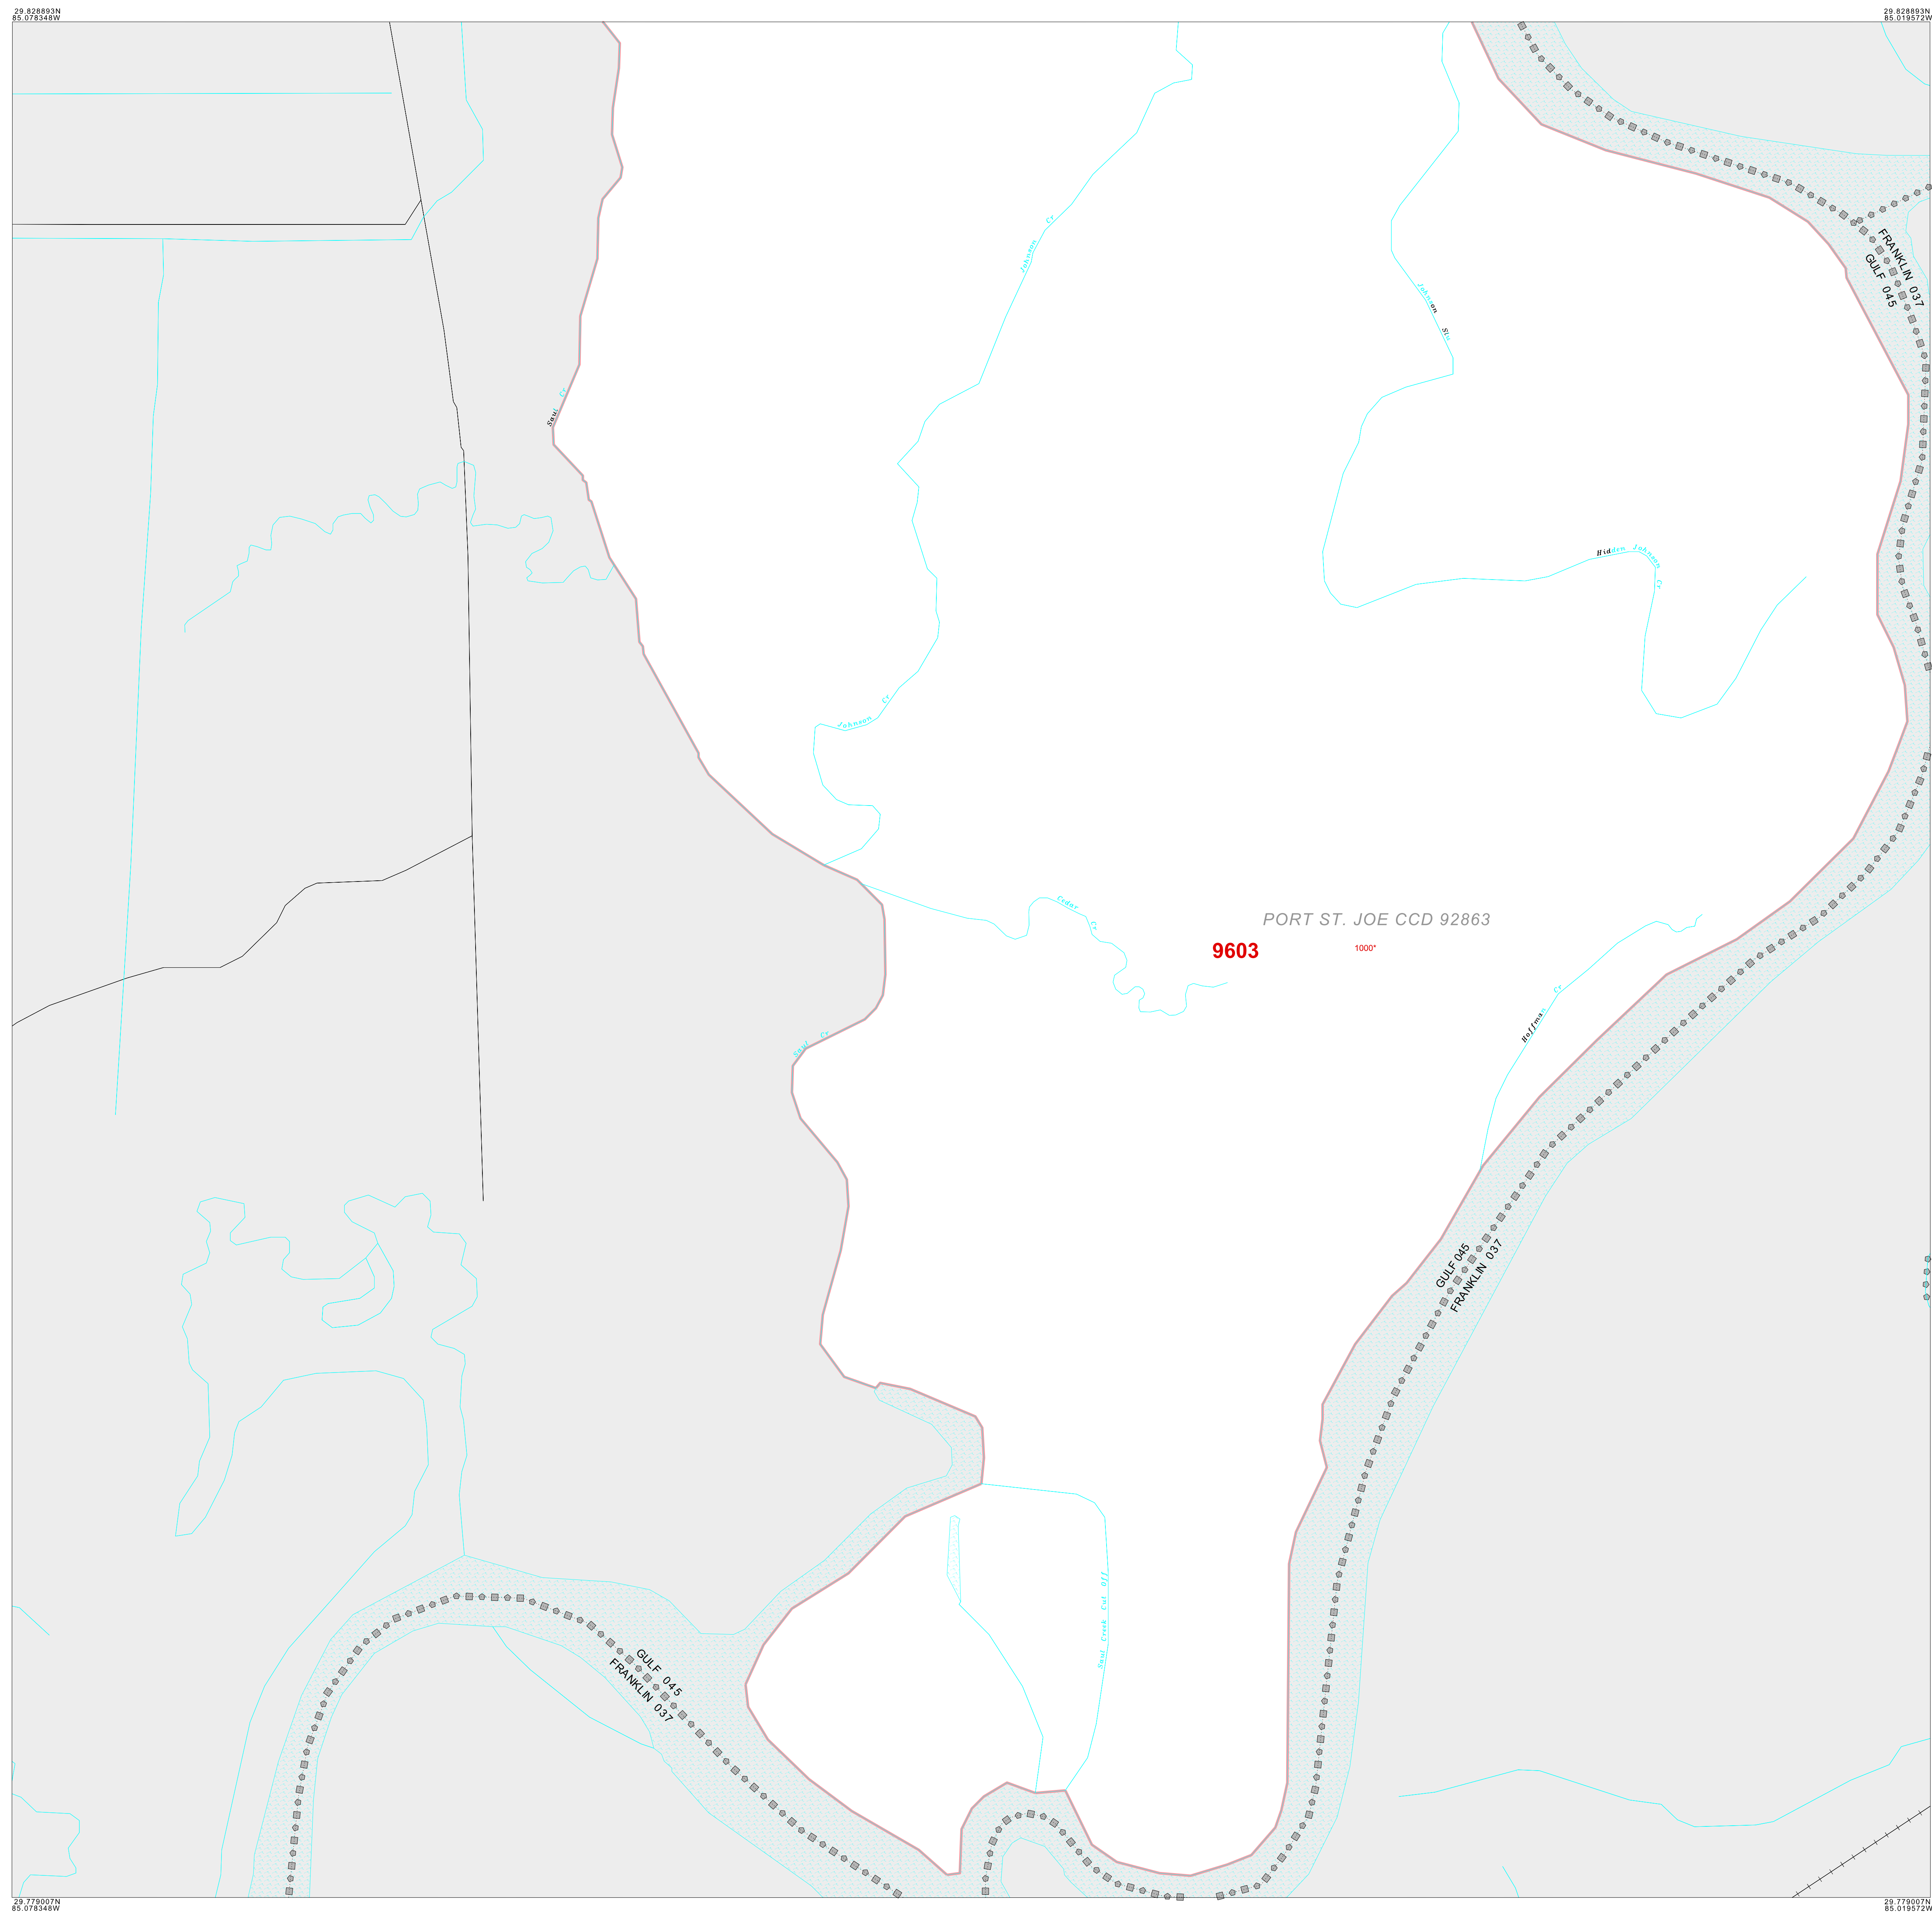 29.828893N
85.078348W
29.828893N
85.019572W
Johnson Cr
FRANKLIN 037
GULF 045
Johnson Slu
Saul Cr
Hidden Johnson Cr
Johnson Cr
Cedar Cr
PORT ST. JOE CCD 92863
9603
1000*
Hoffman Cr
Saul Cr
GULF 045
FRANKLIN 037
Saul Creek Cut Off
GULF 045
FRANKLIN 037
29.779007N
85.078348W
29.779007N
85.019572W